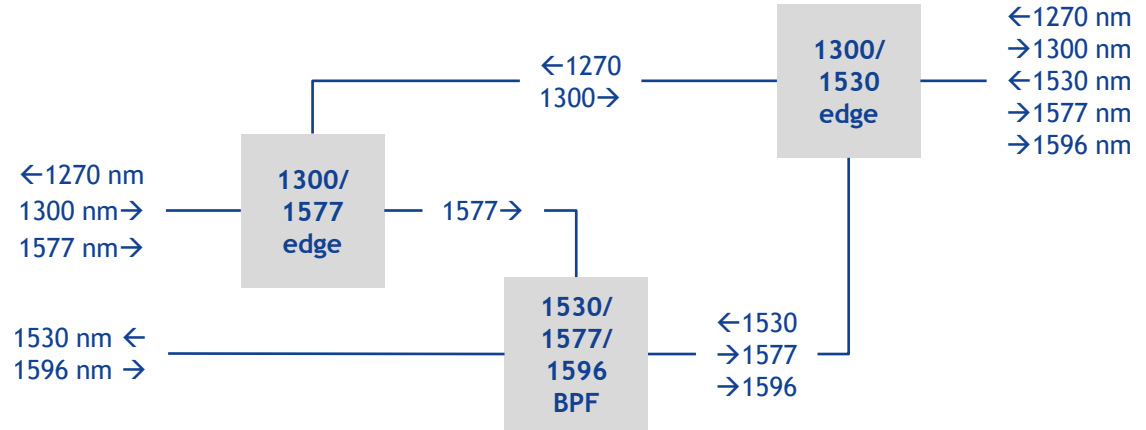 ←1270 nm
→1300 nm
←1530 nm
→1577 nm
→1596 nm
1300/
1530
edge
←1270
1300→
←1270 nm
1300 nm→
1577 nm→
1300/
1577
edge
1577→
1530 nm ←
1596 nm →
1530/
1577/
1596
BPF
←1530
→1577
→1596